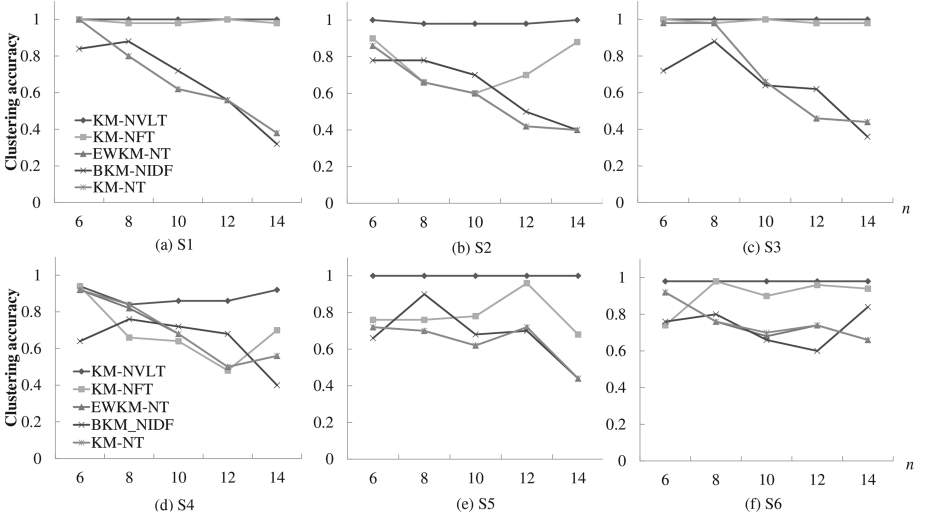 Clustering accuracy
1
0.8
0.6
0.4
0.2
0
KM-NVLT
KM-NFT
EWKM-NT
BKM-NIDF
KM-NT
6 8 10 12 14
(a) S1
1
0.8
0.6
0.4
0.2
0
6 8 10 12 14
(b) S2
1
0.8
0.6
0.4
0.2
0
6 8 10 12 14
n
(c) S3
Clustering accuracy
1
0.8
0.6
0.4
0.2
0
KM-NVLT
KM-NFT
EWKM-NT
BKM_NIDF
KM-NT
6 8 10 12 14
(d) S4
1
0.8
0.6
0.4
0.2
0
6 8 10 12 14
(e) S5
1
0.8
0.6
0.4
0.2
0
6 8 10 12 14
n
(f) S6